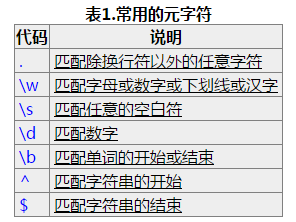 表1.常用的元字符
代码 说明
. 匹配除换行符以外的任意字符
\w 匹配字母或数字或下划线或汉字
\s 匹配任意的空白符
\d 匹配数字
\b 匹配单词的开始或结束
^ 匹配字符串的开始
$ 匹配字符串的结束